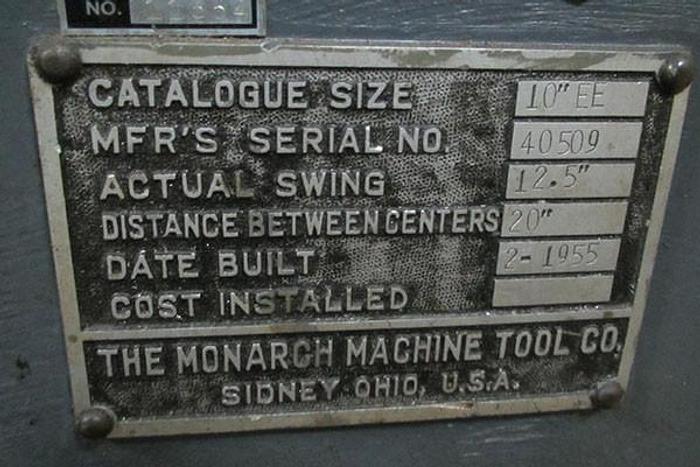 NO.
CATALOGUE SIZE 10" EE
MFR'S SERIAL NO. 40509
ACTUAL SWING 12.5"
DISTANCE BETWEEN CENTERS 20"
DATE BUILT 2-1955
COST INSTALLED
THE MONARCH MACHINE TOOL CO.
SIDNEY, OHIO, U.S.A.